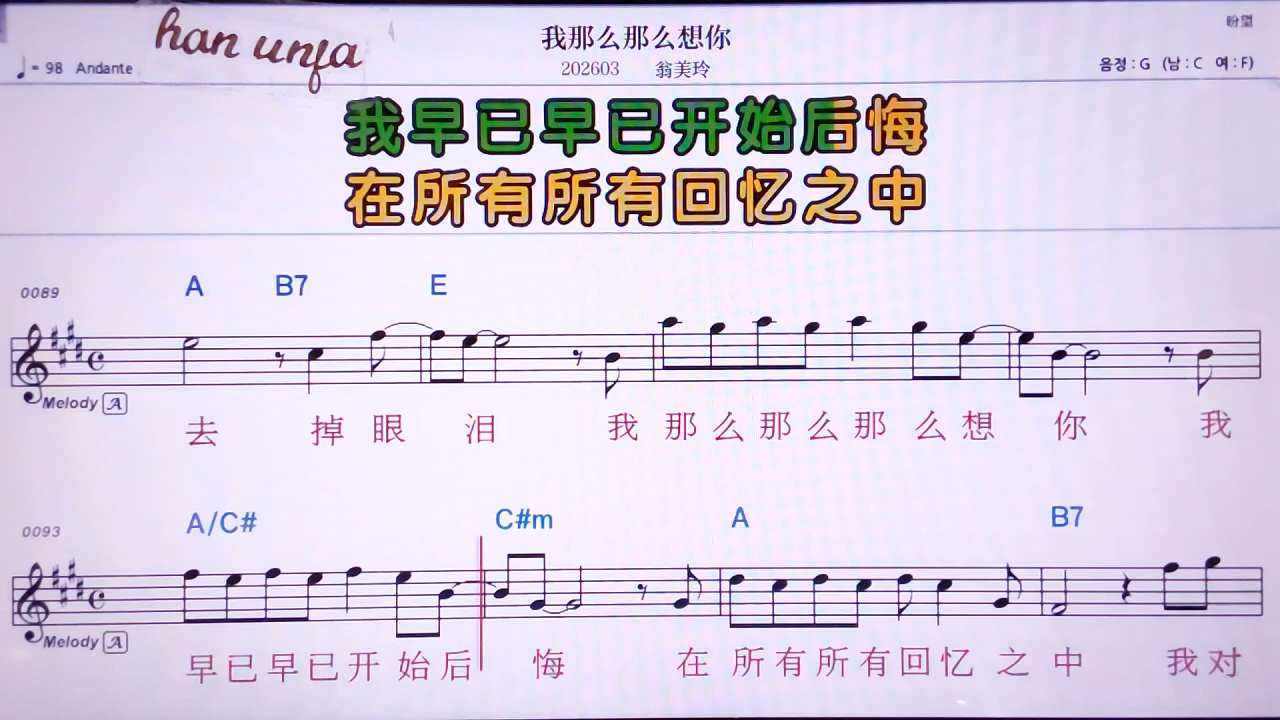 han unja
我那么那么想你
盼望
♩= 98 Andante
202603 翁美玲
음정 : G (남 : C 여 : F)
我早已早已开始后悔
在所有所有回忆之中
A B7 E
0089
Melody A
去 掉 眼 泪 我 那 么 那 么 那 么 想 你 我
A/C# C#m A B7
0093
Melody A
早 已 早 已 开 始 后 悔 在 所 有 所 有 回 忆 之 中 我 对